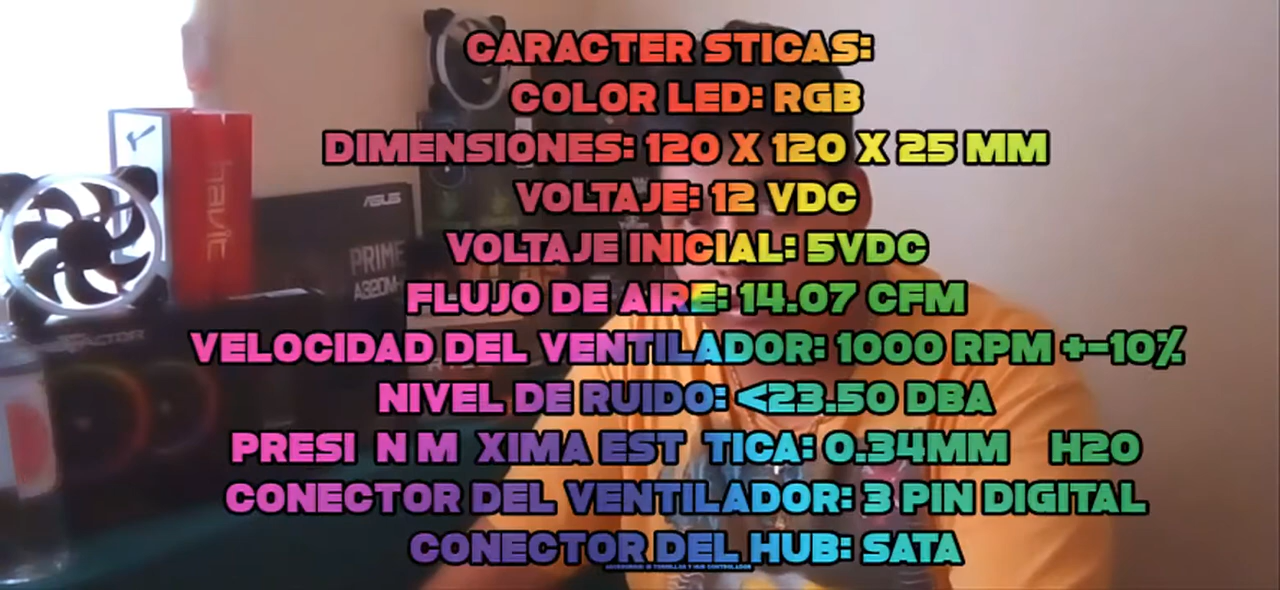 CARACTER STICAS:
COLOR LED: RGB
DIMENSIONES: 120 X 120 X 25 MM
VOLTAJE: 12 VDC
VOLTAJE INICIAL: 5VDC
FLUJO DE AIRE: 14.07 CFM
VELOCIDAD DEL VENTILADOR: 1000 RPM +-10%
NIVEL DE RUIDO: <23.50 DBA
PRESI N M XIMA EST TICA: 0.34MM H2O
CONECTOR DEL VENTILADOR: 3 PIN DIGITAL
CONECTOR DEL HUB: SATA
havit
ASUS
PRIME